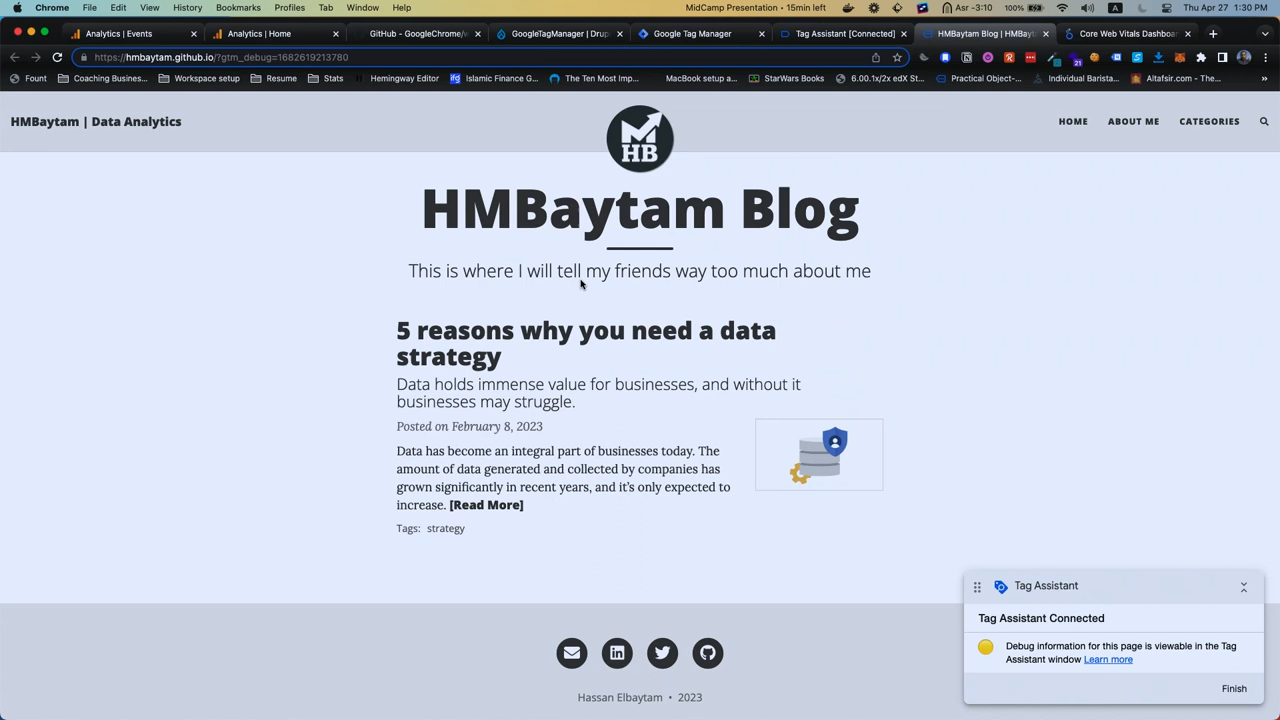 Chrome File Edit View History Bookmarks Profiles Tab Window Help MidCamp Presentation • 15min left Asr -3:10 100% A Thu Apr 27 1:30 PM
Analytics | Events × Analytics | Home × GitHub - GoogleChrome/w × GoogleTagManager | Drup × Google Tag Manager × Tag Assistant [Connected] × HMBaytam Blog | HMBayta × Core Web Vitals Dashboar ×
https://hmbaytam.github.io/?gtm_debug=1682619213780
21
Fount Coaching Busines... Workspace setup Resume Stats Hemingway Editor Islamic Finance G... The Ten Most Imp... MacBook setup a... StarWars Books 6.00.1x/2x edX St... Practical Object-... Individual Barista... Altafsir.com - The... »
HMBaytam | Data Analytics
HB
HOME ABOUT ME CATEGORIES
HMBaytam Blog
This is where I will tell my friends way too much about me
5 reasons why you need a data
strategy
Data holds immense value for businesses, and without it
businesses may struggle.
Posted on February 8, 2023
Data has become an integral part of businesses today. The
amount of data generated and collected by companies has
grown significantly in recent years, and it's only expected to
increase. [Read More]
Tags: strategy
Tag Assistant
Tag Assistant Connected
Debug information for this page is viewable in the Tag
Assistant window Learn more
Finish
Hassan Elbaytam • 2023